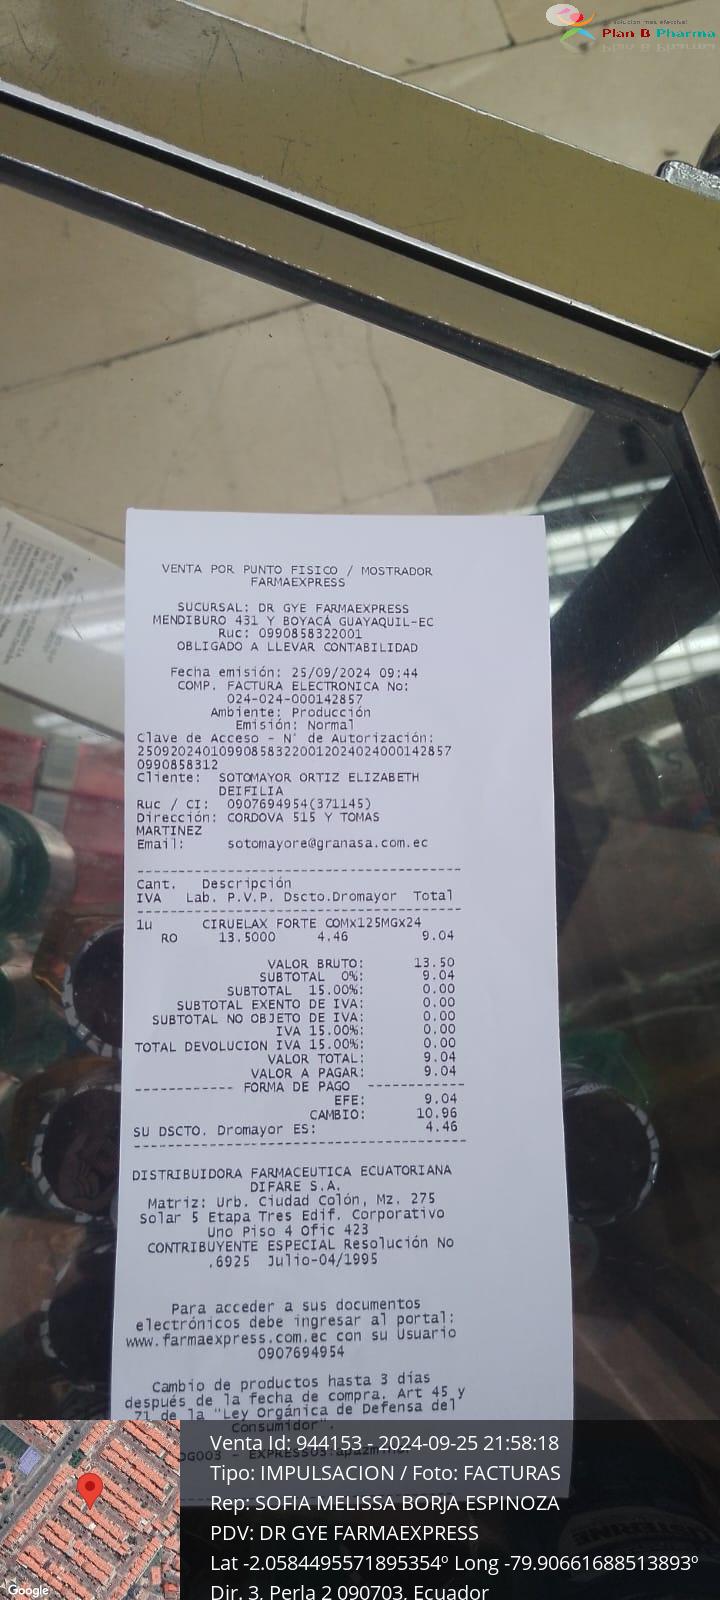 la solución mas efectiva!
Plan B Pharma
VENTA POR PUNTO FISICO / MOSTRADOR
FARMAEXPRESS
SUCURSAL: DR GYE FARMAEXPRESS
MENDIBURO 431 Y BOYACÁ GUAYAQUIL-EC
Ruc: 0990858322001
OBLIGADO A LLEVAR CONTABILIDAD
Fecha emisión: 25/09/2024 09:44
COMP. FACTURA ELECTRONICA No:
024-024-000142857
Ambiente: Producción
Emisión: Normal
Clave de Acceso - N° de Autorización:
250920240109908583220012024024000142857
0990858312
Cliente: SOTOMAYOR ORTIZ ELIZABETH
DEIFILIA
Ruc / CI: 0907694954(371145)
Dirección: CORDOVA 515 Y TOMAS
MARTINEZ
Email: sotomayore@granasa.com.ec
Cant. Descripción
IVA Lab. P.V.P. Dscto.Dromayor Total
1u CIRUELAX FORTE COMX125MGX24
RO 13.5000 4.46 9.04
VALOR BRUTO: 13.50
SUBTOTAL 0%: 9.04
SUBTOTAL 15.00%: 0.00
SUBTOTAL EXENTO DE IVA: 0.00
SUBTOTAL NO OBJETO DE IVA: 0.00
IVA 15.00%: 0.00
TOTAL DEVOLUCION IVA 15.00%: 0.00
VALOR TOTAL: 9.04
VALOR A PAGAR: 9.04
------------ FORMA DE PAGO ------------
EFE: 9.04
CAMBIO: 10.96
SU DSCTO. Dromayor ES: 4.46
DISTRIBUIDORA FARMACEUTICA ECUATORIANA
DIFARE S.A.
Matriz: Urb. Ciudad Colón, Mz. 275
Solar 5 Etapa Tres Edif. Corporativo
Uno Piso 4 Ofic 423
CONTRIBUYENTE ESPECIAL Resolución No
.6925 Julio-04/1995
Para acceder a sus documentos
electrónicos debe ingresar al portal:
www.farmaexpress.com.ec con su Usuario
0907694954
Cambio de productos hasta 3 días
después de la fecha de compra. Art 45 y
71 de la "Ley Orgánica de Defensa del
Consumidor".
Venta Id: 944153 - 2024-09-25 21:58:18
Tipo: IMPULSACION / Foto: FACTURAS
Rep: SOFIA MELISSA BORJA ESPINOZA
PDV: DR GYE FARMAEXPRESS
Lat -2.0584495571895354º Long -79.90661688513893º
Dir. 3, Perla 2 090703, Ecuador
Google